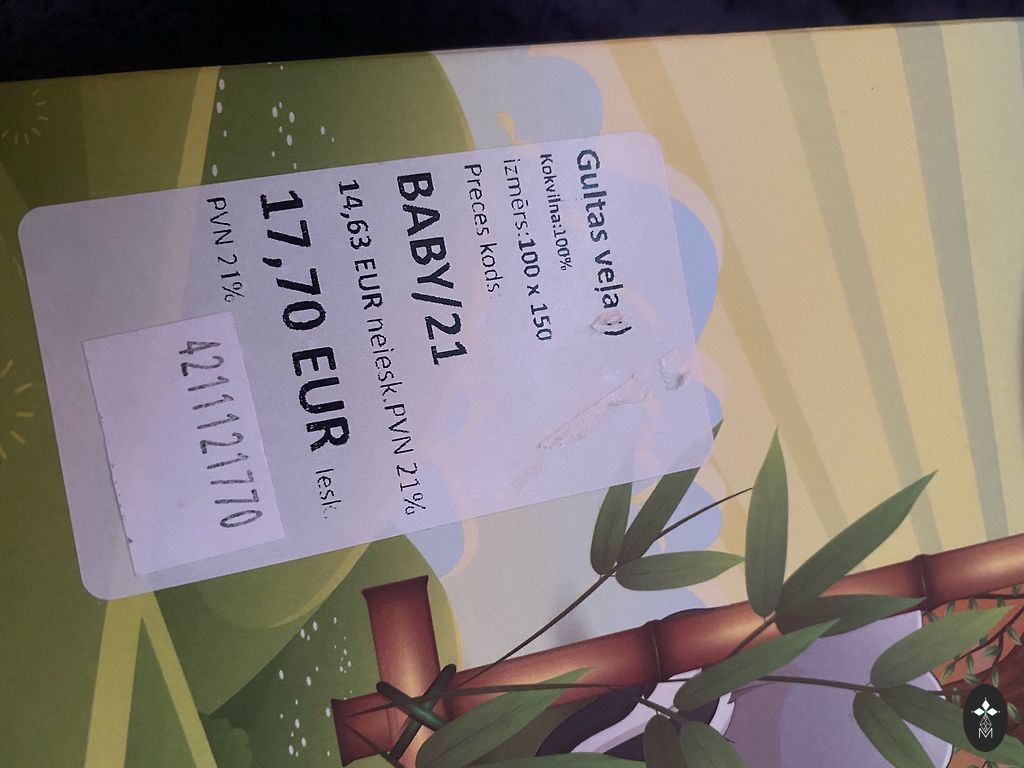 Gultas veļa
Kokvilna:100%
izmērs:100 x 150
Preces kods:
BABY/21
14,63 EUR neiesk.PVN 21%
17,70 EUR Iesk.
PVN 21%
4211121770
M